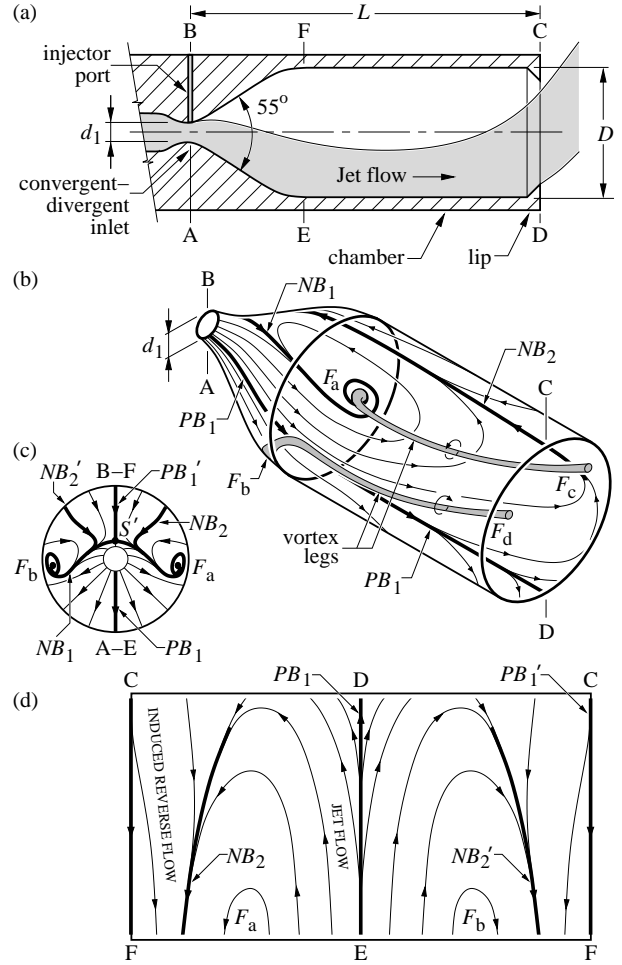 (a)
L
B
F
C
injector
port
55°
d1
D
convergent–
divergent
inlet
Jet flow
A
E
D
chamber
lip
(b)
B
NB1
d1
A
NB2
C
PB1
Fa
Fb
Fc
Fd
vortex
legs
PB1
D
(c)
NB2′
B–F
PB1′
S′
NB2
Fb
Fa
NB1
A–E
PB1
(d)
C
PB1
D
PB1′
C
INDUCED REVERSE FLOW
JET FLOW
NB2
NB2′
Fa
Fb
F
E
F